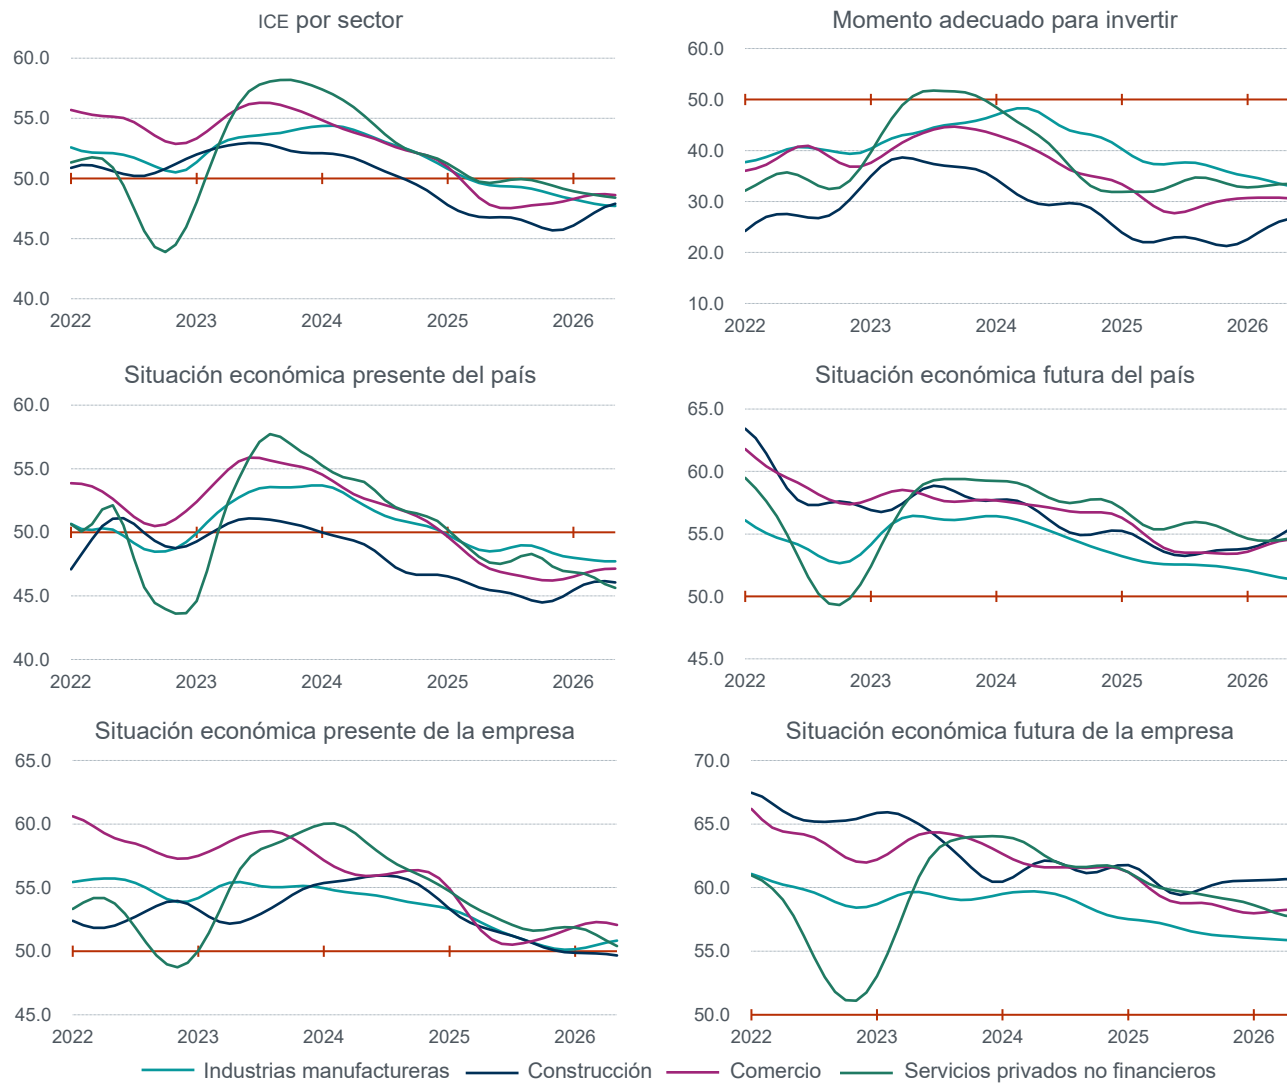 ICE por sector
60.0
55.0
50.0
45.0
40.0
2022 2023 2024 2025 2026
Momento adecuado para invertir
60.0
50.0
40.0
30.0
20.0
10.0
2022 2023 2024 2025 2026
Situación económica presente del país
60.0
55.0
50.0
45.0
40.0
2022 2023 2024 2025 2026
Situación económica futura del país
65.0
60.0
55.0
50.0
45.0
2022 2023 2024 2025 2026
Situación económica presente de la empresa
65.0
60.0
55.0
50.0
45.0
2022 2023 2024 2025 2026
Situación económica futura de la empresa
70.0
65.0
60.0
55.0
50.0
2022 2023 2024 2025 2026
Industrias manufactureras Construcción Comercio Servicios privados no financieros